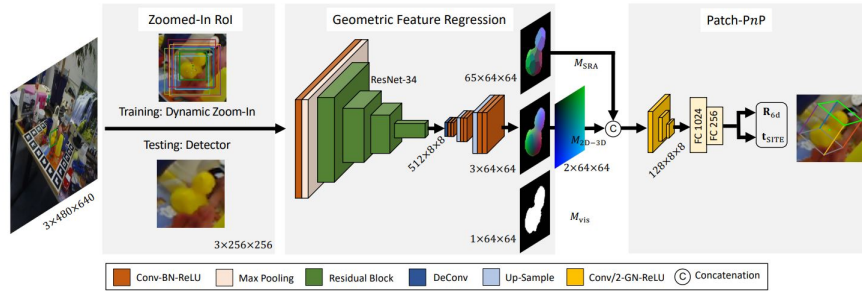 Zoomed-In RoI
Geometric Feature Regression
Patch-PnP
3×480×640
Training: Dynamic Zoom-In
Testing: Detector
3×256×256
ResNet-34
512×8×8
65×64×64
3×64×64
1×64×64
M_SRA
M_2D-3D
2×64×64
M_vis
C
128×8×8
FC 1024
FC 256
R_6d
t_SITE
Conv-BN-ReLU
Max Pooling
Residual Block
DeConv
Up-Sample
Conv/2-GN-ReLU
C Concatenation